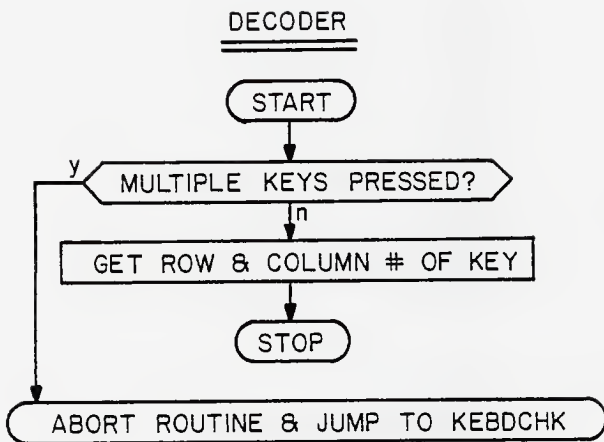 DECODER
START
y
MULTIPLE KEYS PRESSED?
n
GET ROW & COLUMN # OF KEY
STOP
ABORT ROUTINE & JUMP TO KEBDCHK